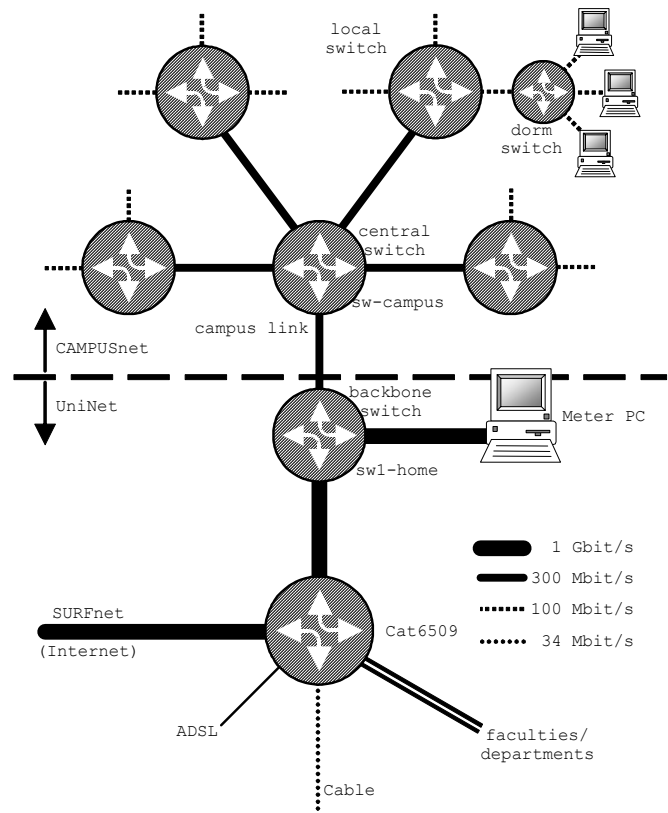 local
switch
dorm
switch
central
switch
sw-campus
campus link
CAMPUSnet
UniNet
backbone
switch
Meter PC
sw1-home
1 Gbit/s
300 Mbit/s
100 Mbit/s
34 Mbit/s
SURFnet
(Internet)
Cat6509
ADSL
faculties/
departments
Cable